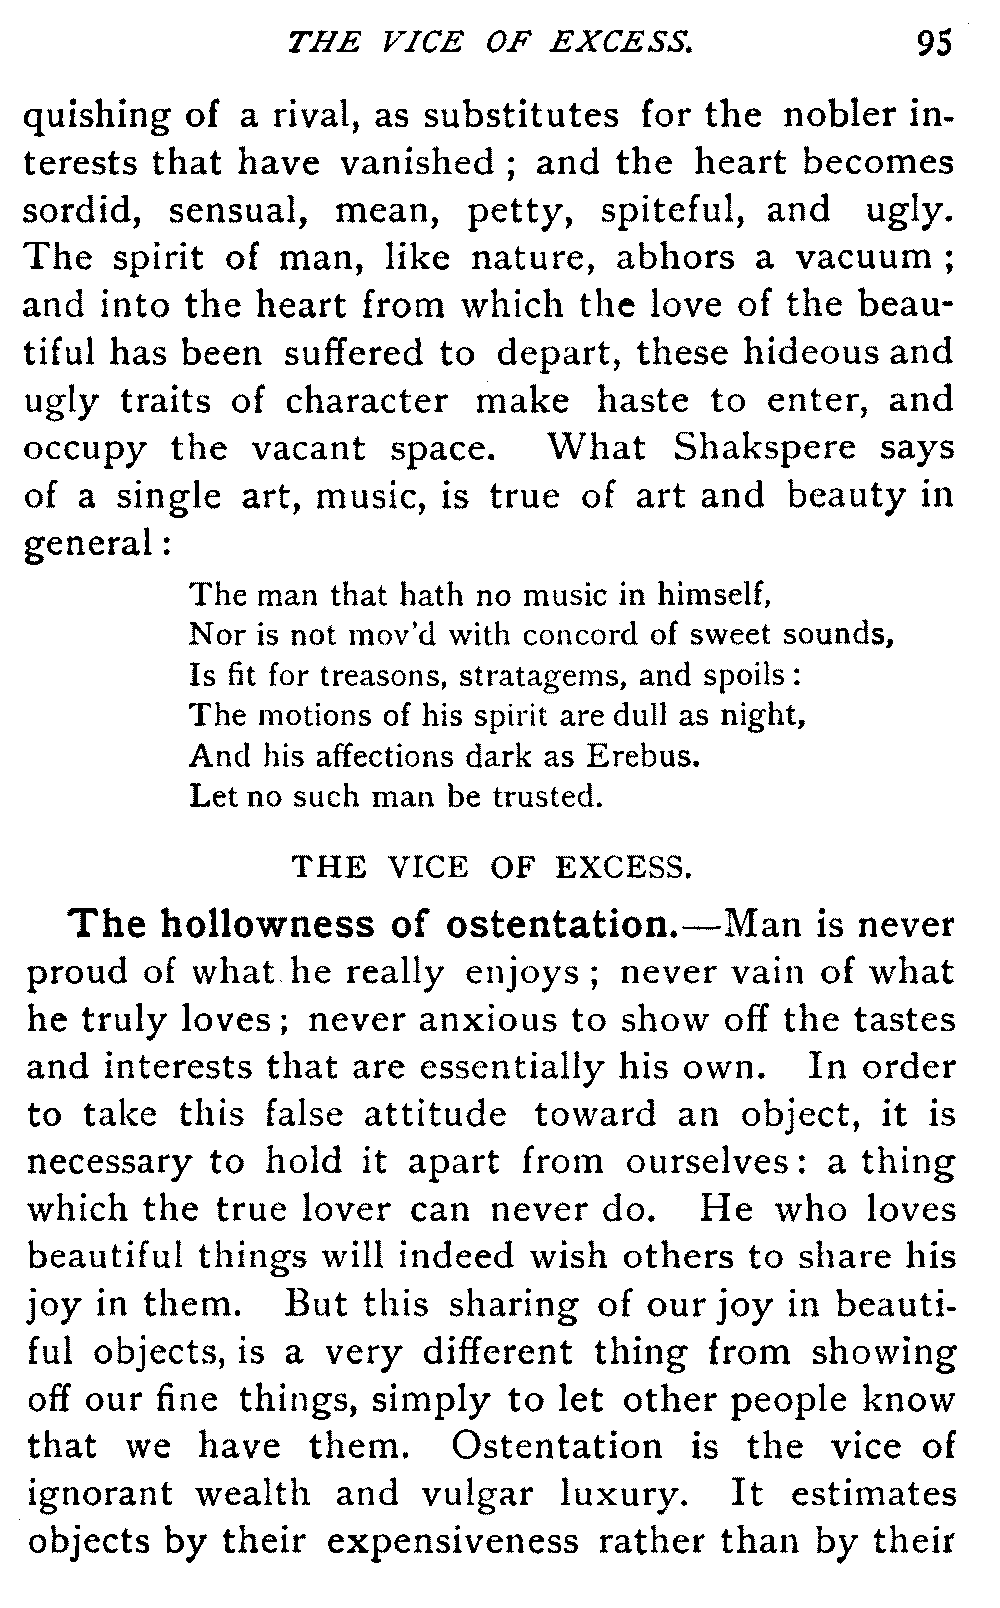 THE VICE OF EXCESS. 95
quishing of a rival, as substitutes for the nobler in-
terests that have vanished ; and the heart becomes
sordid, sensual, mean, petty, spiteful, and ugly.
The spirit of man, like nature, abhors a vacuum ;
and into the heart from which the love of the beau-
tiful has been suffered to depart, these hideous and
ugly traits of character make haste to enter, and
occupy the vacant space. What Shakspere says
of a single art, music, is true of art and beauty in
general :
The man that hath no music in himself,
Nor is not mov'd with concord of sweet sounds,
Is fit for treasons, stratagems, and spoils :
The motions of his spirit are dull as night,
And his affections dark as Erebus.
Let no such man be trusted.
THE VICE OF EXCESS.
The hollowness of ostentation.—Man is never
proud of what he really enjoys ; never vain of what
he truly loves ; never anxious to show off the tastes
and interests that are essentially his own. In order
to take this false attitude toward an object, it is
necessary to hold it apart from ourselves : a thing
which the true lover can never do. He who loves
beautiful things will indeed wish others to share his
joy in them. But this sharing of our joy in beauti-
ful objects, is a very different thing from showing
off our fine things, simply to let other people know
that we have them. Ostentation is the vice of
ignorant wealth and vulgar luxury. It estimates
objects by their expensiveness rather than by their